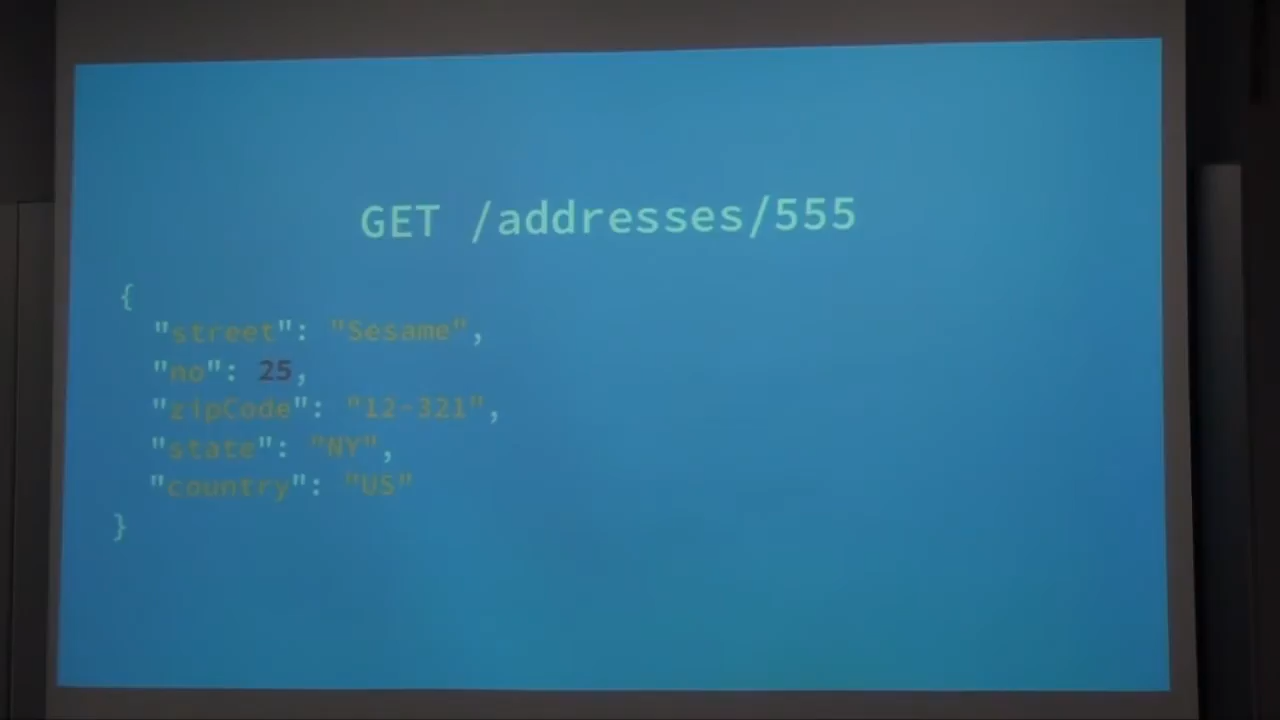 GET /addresses/555
{
"street": "Sesame",
"no": 25,
"zipCode": "12-321",
"state": "NY",
"country": "US"
}